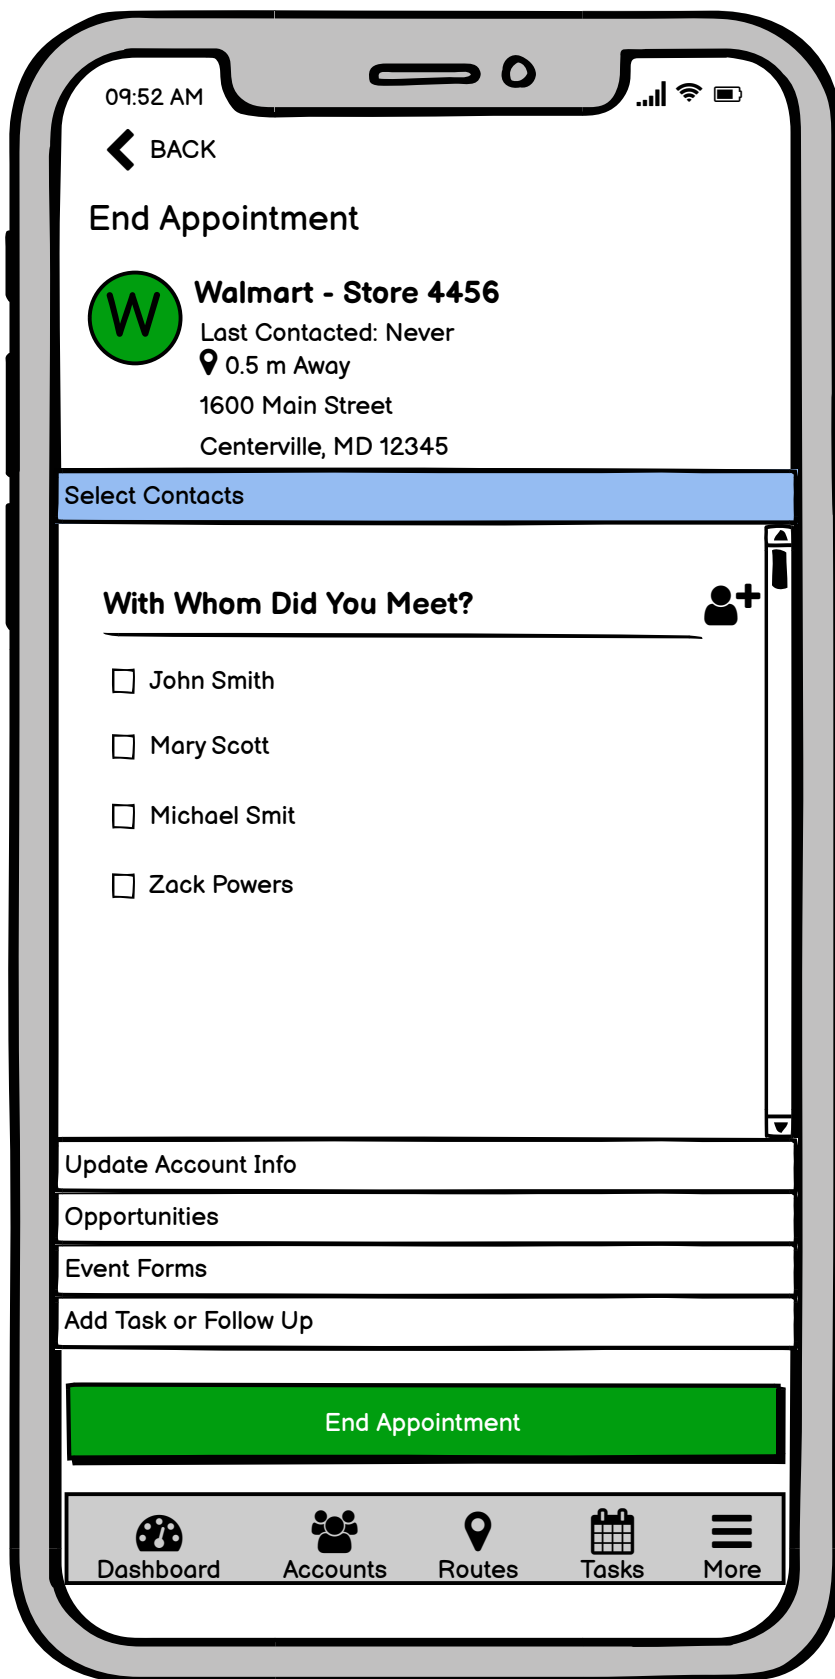 09:52 AM
BACK
End Appointment
W
Walmart - Store 4456
Last Contacted: Never
0.5 m Away
1600 Main Street
Centerville, MD 12345
Select Contacts
With Whom Did You Meet?
John Smith
Mary Scott
Michael Smit
Zack Powers
Update Account Info
Opportunities
Event Forms
Add Task or Follow Up
End Appointment
Dashboard Accounts Routes Tasks More